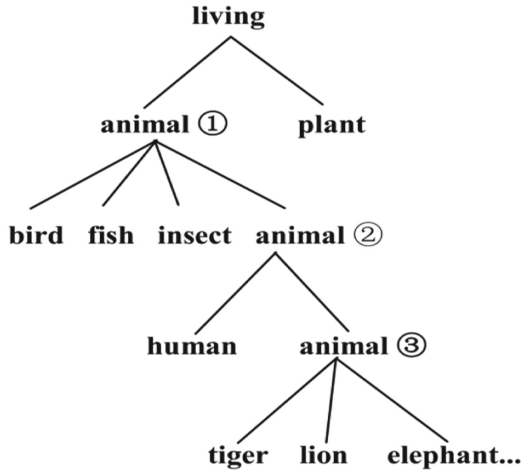 living
animal ① plant
bird fish insect animal ②
human animal ③
tiger lion elephant...